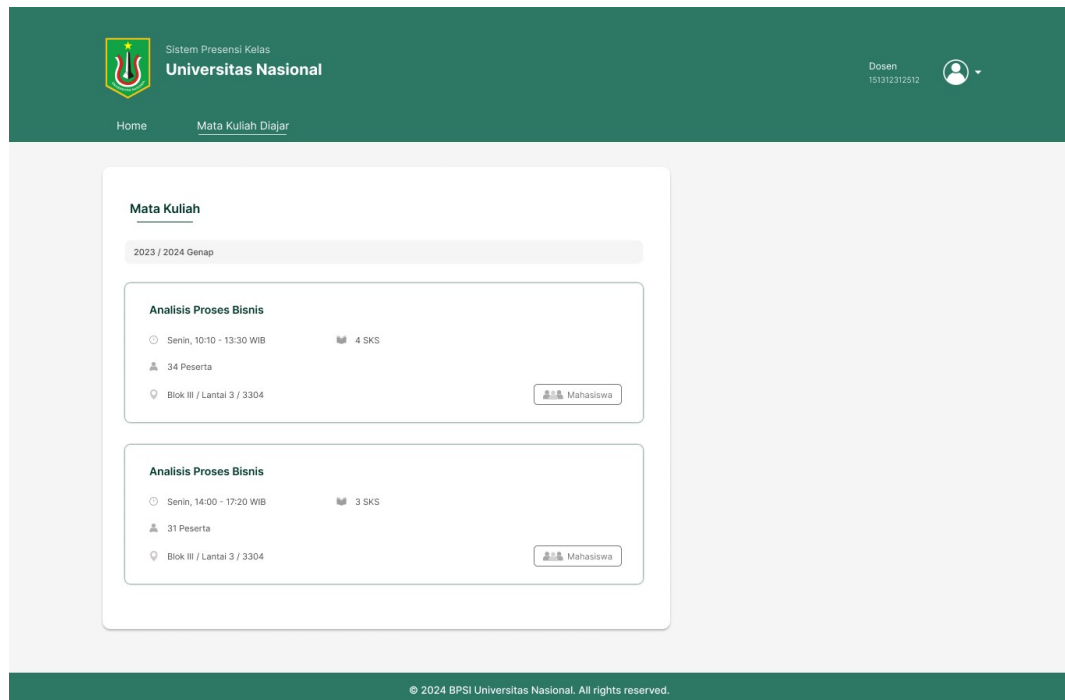 Sistem Presensi Kelas
Universitas Nasional
Dosen
151312312512
Home
Mata Kuliah Diajar
Mata Kuliah
2023 / 2024 Genap
Analisis Proses Bisnis
Senin, 10:10 - 13:30 WIB
4 SKS
34 Peserta
Blok III / Lantai 3 / 3304
Mahasiswa
Analisis Proses Bisnis
Senin, 14:00 - 17:20 WIB
3 SKS
31 Peserta
Blok III / Lantai 3 / 3304
Mahasiswa
© 2024 BPSI Universitas Nasional. All rights reserved.